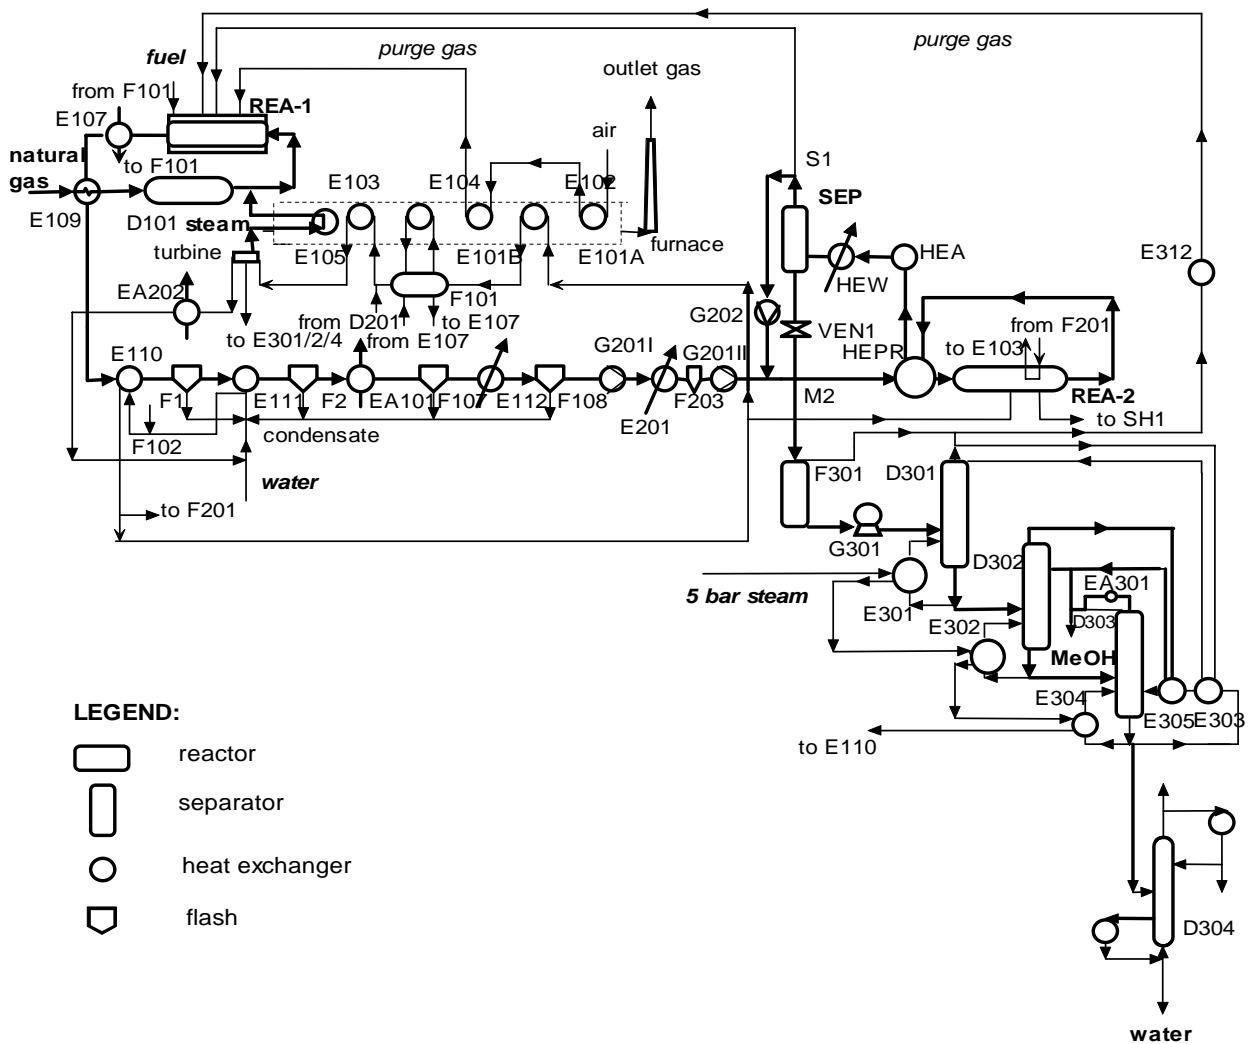 fuel
purge gas
purge gas
outlet gas
from F101
REA-1
E107
air
natural
gas
to F101
S1
E103
E104
E102
SEP
E109
D101
steam
furnace
turbine
E105
E101B
E101A
HEA
E312
EA202
F101
HEW
from
D201
to E107
from E107
G202
VEN1
from F201
to E301/2/4
to E103
E110
G201I
G201II
HEPR
F1
E111
F2
EA101
F107
E112
F108
F203
M2
REA-2
E201
to SH1
F102
condensate
water
F301
D301
to F201
G301
D302
5 bar steam
E301
EA301
E302
D303
MeOH
E304
E305
E303
to E110
LEGEND:
reactor
separator
heat exchanger
flash
D304
water